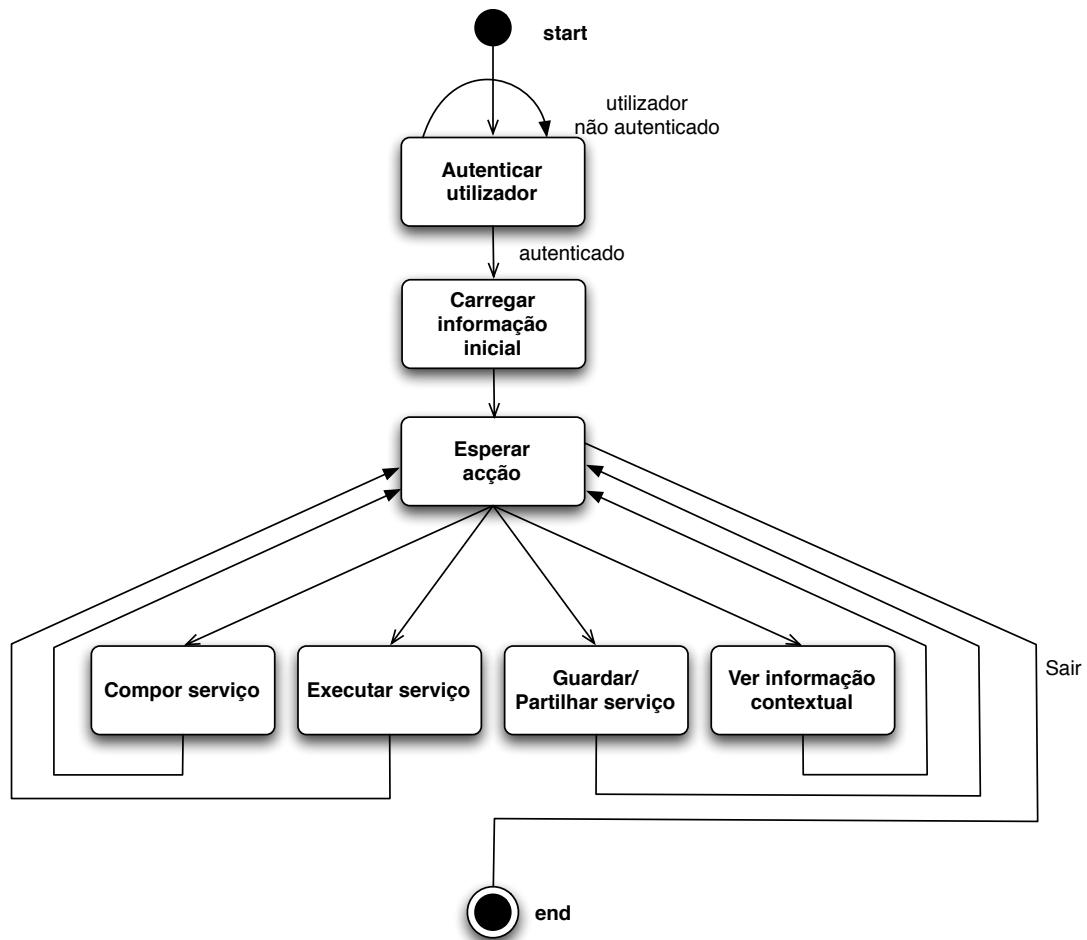 start
utilizador
não autenticado
Autenticar
utilizador
autenticado
Carregar
informação
inicial
Esperar
acção
Compor serviço
Executar serviço
Guardar/
Partilhar serviço
Ver informação
contextual
Sair
end